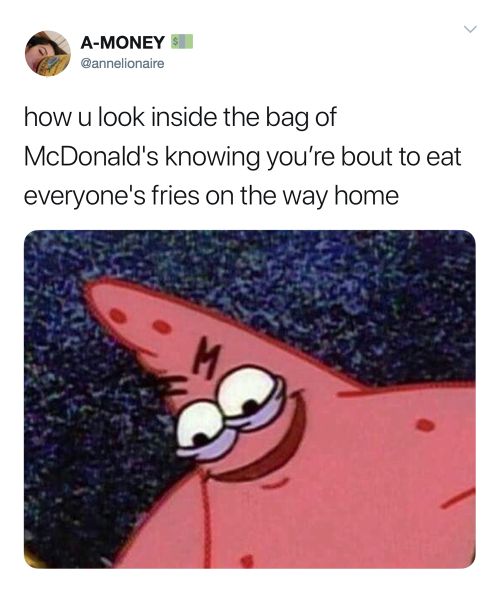 A-MONEY 💵
@annelionaire
how u look inside the bag of
McDonald's knowing you’re bout to eat
everyone's fries on the way home